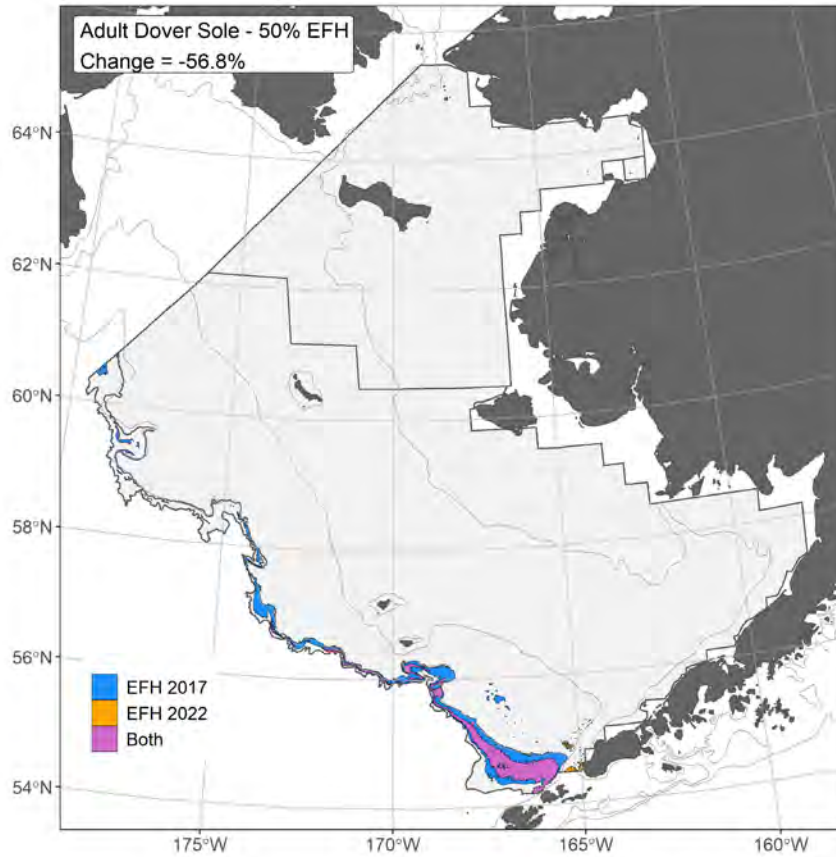 Adult Dover Sole - 50% EFH
Change = -56.8%
64°N
62°N
60°N
58°N
56°N
54°N
EFH 2017
EFH 2022
Both
175°W
170°W
165°W
160°W